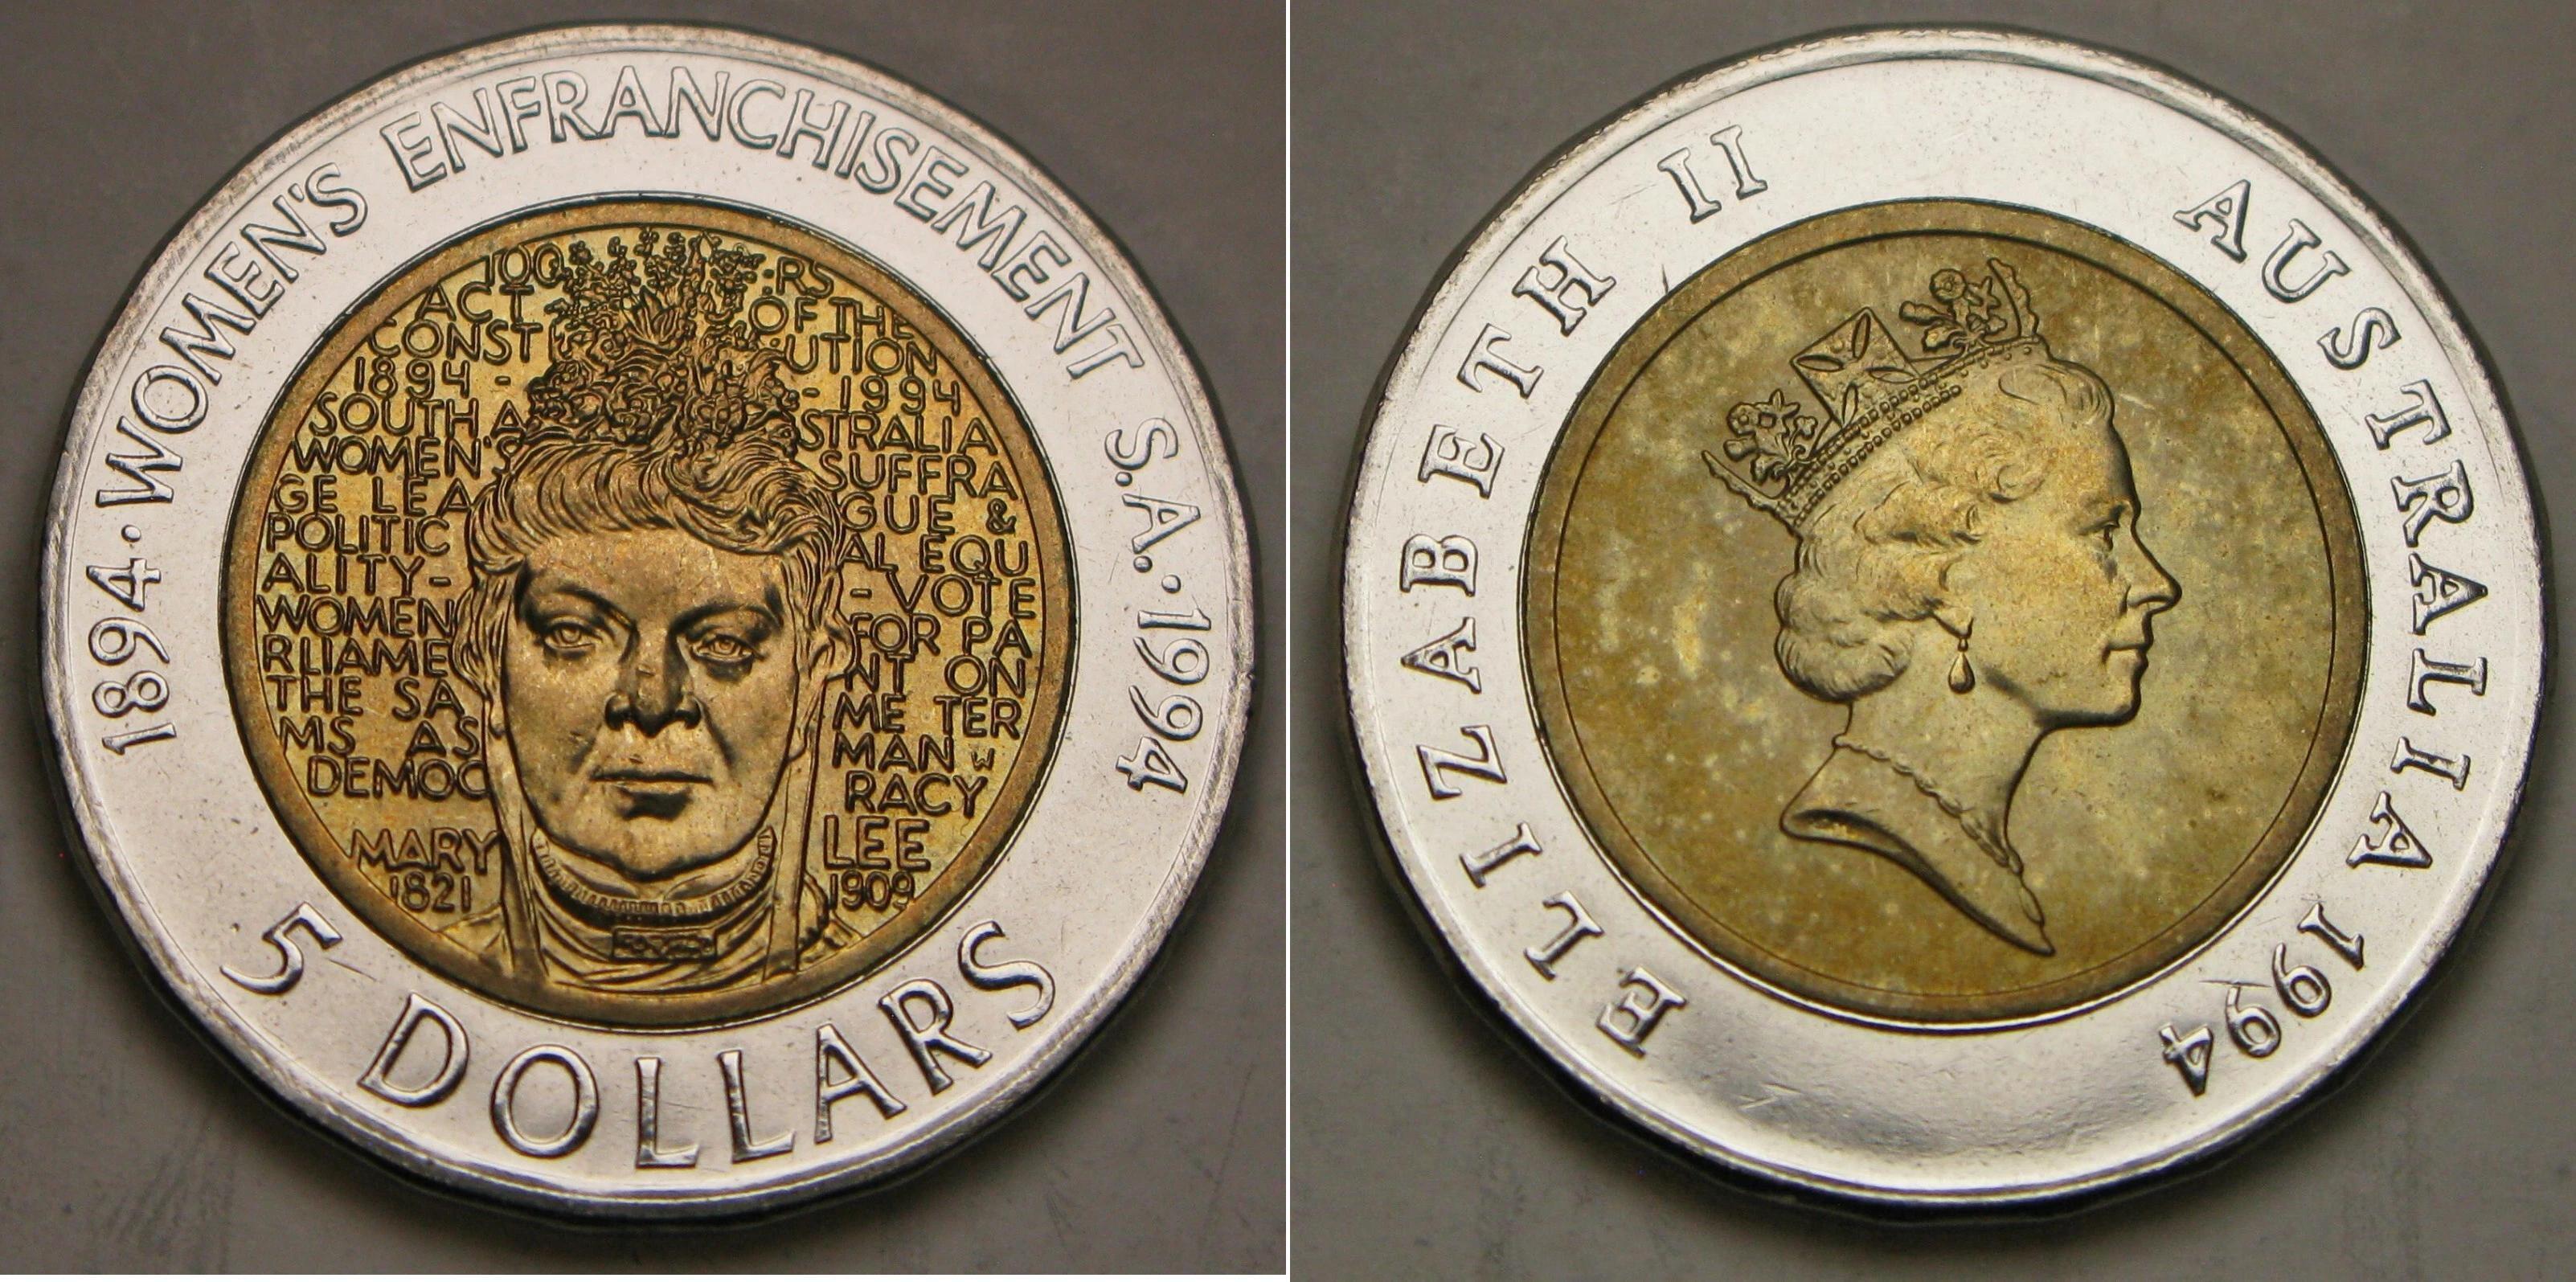 1894·WOMEN'S ENFRANCHISEMENT S.A.·1994
100 RS
ACT OF THE
CONSTI UTION
1894 - - 1994
SOUTH A STRALIA
WOMEN'S SUFFRA
GE LEA GUE &
POLITIC AL EQU
ALITY- - VOTE
WOMEN FOR PA
RLIAME NT ON
THE SA ME TER
MS AS MAN W
DEMOC RACY
MARY LEE
1821 1909
5 DOLLARS
ELIZABETH II AUSTRALIA 1994